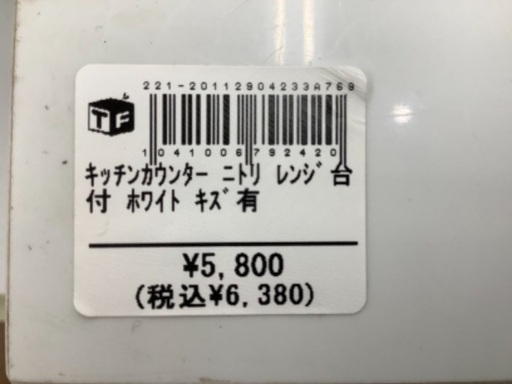 221-20112904233A769
TF
1041006792420
ｷｯﾁﾝｶｳﾝﾀｰ ﾆﾄﾘ ﾚﾝｼﾞ台
付 ﾎﾜｲﾄ ｷｽﾞ有
¥5,800
(税込¥6,380)